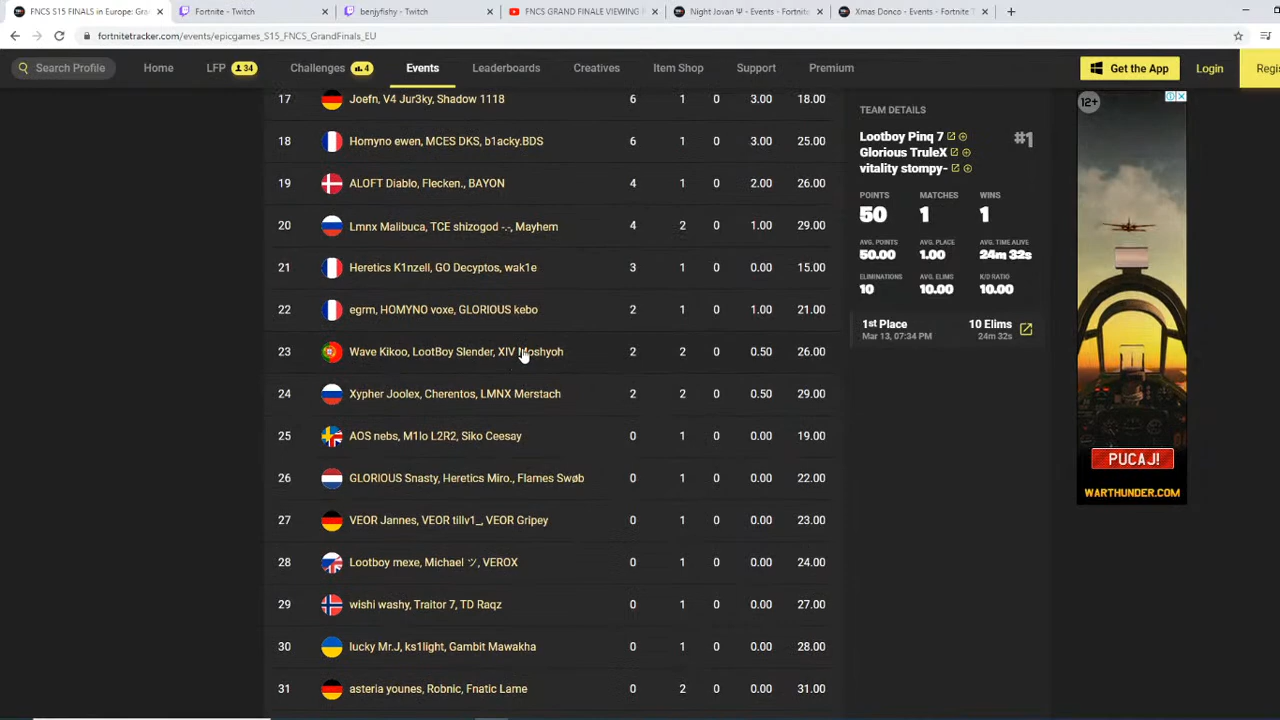 FNCS S15 FINALS in Europe: Gra
Fortnite - Twitch
benjyfishy - Twitch
FNCS GRAND FINALE VIEWING
Night Jovan Ψ - Events - Fortnite
Xmas Donco - Events - Fortnite T
fortnitetracker.com/events/epicgames_S15_FNCS_GrandFinals_EU
Search Profile
Home
LFP 34
Challenges 4
Events
Leaderboards
Creatives
Item Shop
Support
Premium
Get the App
Login
Regi
17 Joefn, V4 Jur3ky, Shadow 1118 6 1 0 3.00 18.00
18 Homyno ewen, MCES DKS, b1acky.BDS 6 1 0 3.00 25.00
19 ALOFT Diablo, Flecken., BAYON 4 1 0 2.00 26.00
20 Lmnx Malibuca, TCE shizogod -.-, Mayhem 4 2 0 1.00 29.00
21 Heretics K1nzell, GO Decyptos, wak1e 3 1 0 0.00 15.00
22 egrm, HOMYNO voxe, GLORIOUS kebo 2 1 0 1.00 21.00
23 Wave Kikoo, LootBoy Slender, XIV Moshyoh 2 2 0 0.50 26.00
24 Xypher Joolex, Cherentos, LMNX Merstach 2 2 0 0.50 29.00
25 AOS nebs, M1lo L2R2, Siko Ceesay 0 1 0 0.00 19.00
26 GLORIOUS Snasty, Heretics Miro., Flames Swøb 0 1 0 0.00 22.00
27 VEOR Jannes, VEOR tillv1_, VEOR Gripey 0 1 0 0.00 23.00
28 Lootboy mexe, Michael ツ, VEROX 0 1 0 0.00 24.00
29 wishi washy, Traitor 7, TD Raqz 0 1 0 0.00 27.00
30 lucky Mr.J, ks1light, Gambit Mawakha 0 1 0 0.00 28.00
31 asteria younes, Robnic, Fnatic Lame 0 2 0 0.00 31.00
TEAM DETAILS
Lootboy Pinq 7
Glorious TruleX
vitality stompy-
#1
POINTS MATCHES WINS
50 1 1
AVG. POINTS AVG. PLACE AVG. TIME ALIVE
50.00 1.00 24m 32s
ELIMINATIONS AVG. ELIMS K/D RATIO
10 10.00 10.00
1st Place 10 Elims
Mar 13, 07:34 PM 24m 32s
12+
PUCAJ!
WARTHUNDER.COM